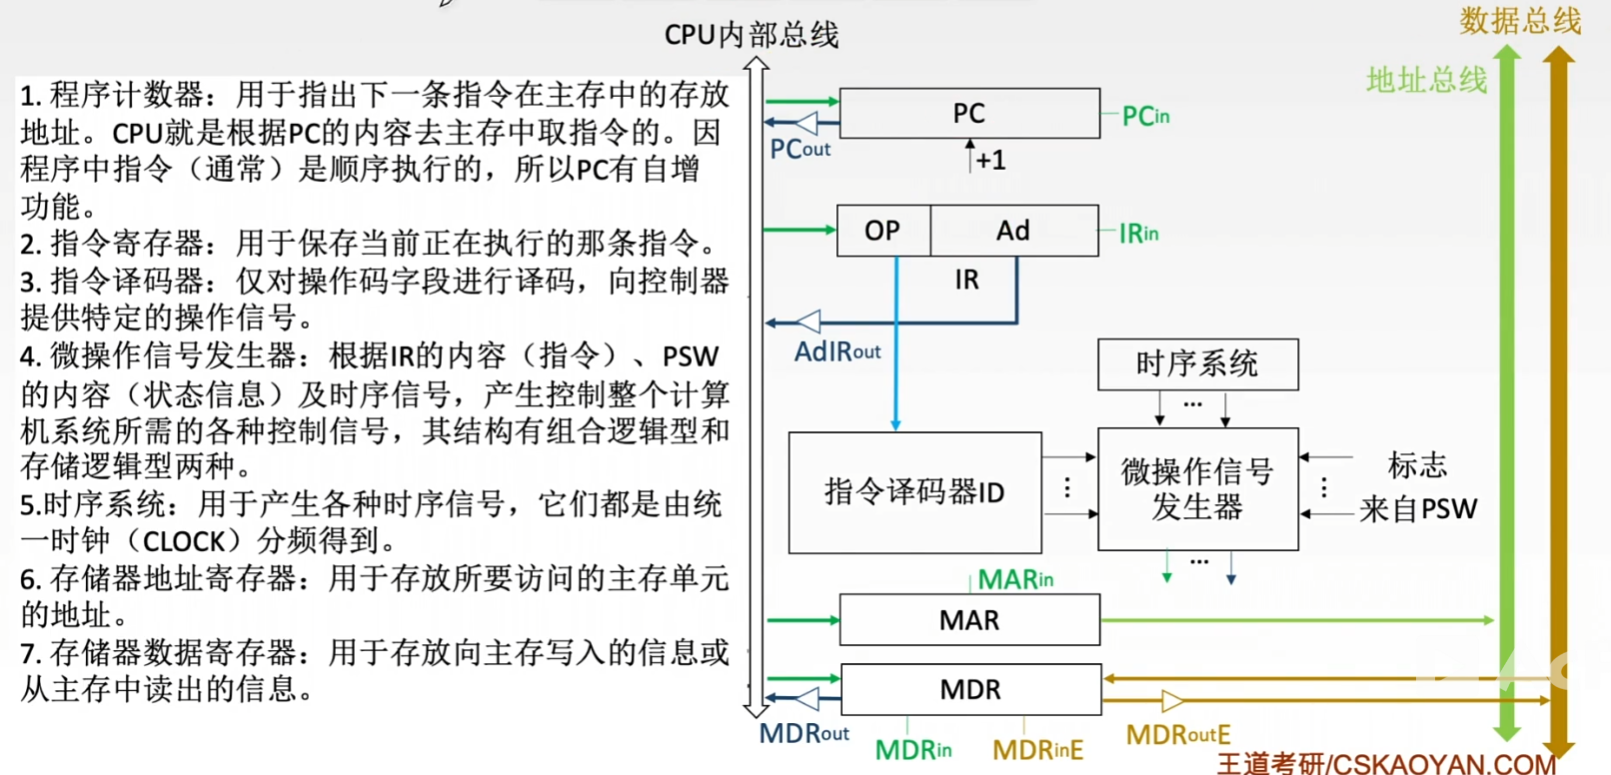 CPU内部总线
数据总线
地址总线
1. 程序计数器：用于指出下一条指令在主存中的存放
地址。CPU就是根据PC的内容去主存中取指令的。因
程序中指令（通常）是顺序执行的，所以PC有自增
功能。
2. 指令寄存器：用于保存当前正在执行的那条指令。
3. 指令译码器：仅对操作码字段进行译码，向控制器
提供特定的操作信号。
4. 微操作信号发生器：根据IR的内容（指令）、PSW
的内容（状态信息）及时序信号，产生控制整个计算
机系统所需的各种控制信号，其结构有组合逻辑型和
存储逻辑型两种。
5.时序系统：用于产生各种时序信号，它们都是由统
一时钟（CLOCK）分频得到。
6. 存储器地址寄存器：用于存放所要访问的主存单元
的地址。
7. 存储器数据寄存器：用于存放向主存写入的信息或
从主存中读出的信息。
PC
PCin
PCout
+1
OP
Ad
IRin
IR
AdIRout
时序系统
...
指令译码器ID
微操作信号
发生器
标志
来自PSW
...
MARin
MAR
MDR
MDRout
MDRin
MDRinE
MDRoutE
王道考研/CSKAOYAN.COM